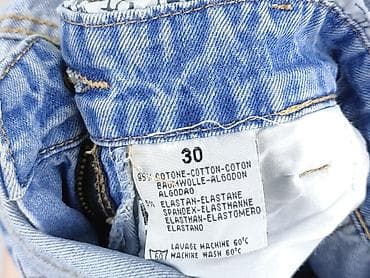 30
95% COTONE-COTTON-COTON
BAUMWOLLE-ALGODON
ALGODAO
5% ELASTAN-ELASTANE
SPANDEX-ELASTHANNE
ELASTHAN-ELASTOMERO
ELASTANO
LAVAGE MACHINE 60°C
MACHINE WASH 60°C